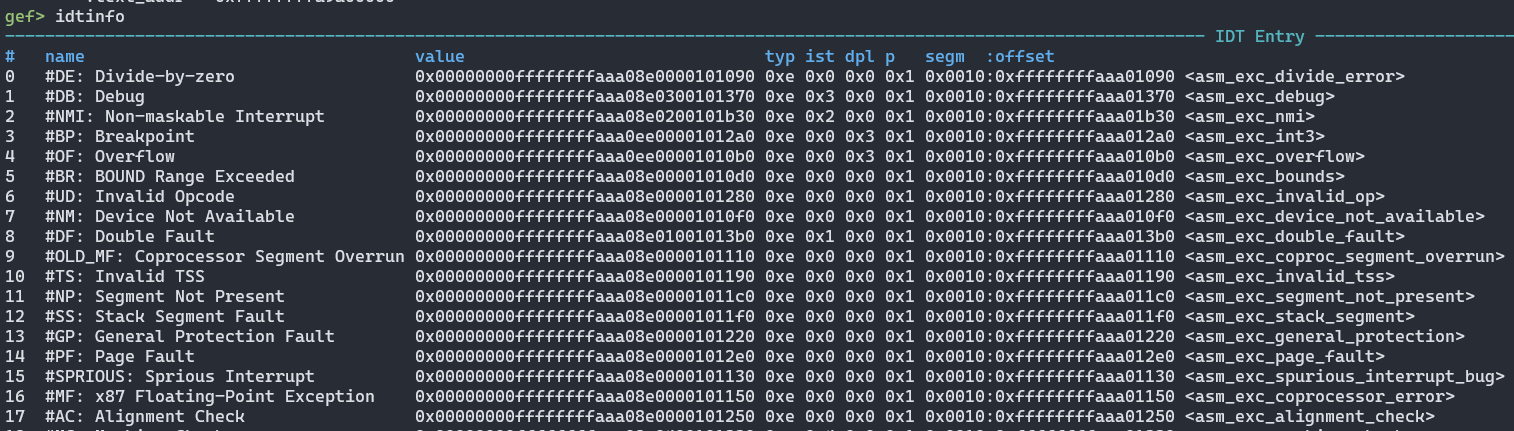 gef> idtinfo
IDT Entry
# name value typ ist dpl p segm :offset
0 #DE: Divide-by-zero 0x00000000ffffffffaaa08e0000101090 0xe 0x0 0x0 0x1 0x0010:0xffffffffaaa01090 <asm_exc_divide_error>
1 #DB: Debug 0x00000000ffffffffaaa08e0300101370 0xe 0x3 0x0 0x1 0x0010:0xffffffffaaa01370 <asm_exc_debug>
2 #NMI: Non-maskable Interrupt 0x00000000ffffffffaaa08e0200101b30 0xe 0x2 0x0 0x1 0x0010:0xffffffffaaa01b30 <asm_exc_nmi>
3 #BP: Breakpoint 0x00000000ffffffffaaa0ee00001012a0 0xe 0x0 0x3 0x1 0x0010:0xffffffffaaa012a0 <asm_exc_int3>
4 #OF: Overflow 0x00000000ffffffffaaa0ee00001010b0 0xe 0x0 0x3 0x1 0x0010:0xffffffffaaa010b0 <asm_exc_overflow>
5 #BR: BOUND Range Exceeded 0x00000000ffffffffaaa08e00001010d0 0xe 0x0 0x0 0x1 0x0010:0xffffffffaaa010d0 <asm_exc_bounds>
6 #UD: Invalid Opcode 0x00000000ffffffffaaa08e0000101280 0xe 0x0 0x0 0x1 0x0010:0xffffffffaaa01280 <asm_exc_invalid_op>
7 #NM: Device Not Available 0x00000000ffffffffaaa08e00001010f0 0xe 0x0 0x0 0x1 0x0010:0xffffffffaaa010f0 <asm_exc_device_not_available>
8 #DF: Double Fault 0x00000000ffffffffaaa08e01001013b0 0xe 0x1 0x0 0x1 0x0010:0xffffffffaaa013b0 <asm_exc_double_fault>
9 #OLD_MF: Coprocessor Segment Overrun 0x00000000ffffffffaaa08e0000101110 0xe 0x0 0x0 0x1 0x0010:0xffffffffaaa01110 <asm_exc_coproc_segment_overrun>
10 #TS: Invalid TSS 0x00000000ffffffffaaa08e0000101190 0xe 0x0 0x0 0x1 0x0010:0xffffffffaaa01190 <asm_exc_invalid_tss>
11 #NP: Segment Not Present 0x00000000ffffffffaaa08e00001011c0 0xe 0x0 0x0 0x1 0x0010:0xffffffffaaa011c0 <asm_exc_segment_not_present>
12 #SS: Stack Segment Fault 0x00000000ffffffffaaa08e00001011f0 0xe 0x0 0x0 0x1 0x0010:0xffffffffaaa011f0 <asm_exc_stack_segment>
13 #GP: General Protection Fault 0x00000000ffffffffaaa08e0000101220 0xe 0x0 0x0 0x1 0x0010:0xffffffffaaa01220 <asm_exc_general_protection>
14 #PF: Page Fault 0x00000000ffffffffaaa08e00001012e0 0xe 0x0 0x0 0x1 0x0010:0xffffffffaaa012e0 <asm_exc_page_fault>
15 #SPRIOUS: Sprious Interrupt 0x00000000ffffffffaaa08e0000101130 0xe 0x0 0x0 0x1 0x0010:0xffffffffaaa01130 <asm_exc_spurious_interrupt_bug>
16 #MF: x87 Floating-Point Exception 0x00000000ffffffffaaa08e0000101150 0xe 0x0 0x0 0x1 0x0010:0xffffffffaaa01150 <asm_exc_coprocessor_error>
17 #AC: Alignment Check 0x00000000ffffffffaaa08e0000101250 0xe 0x0 0x0 0x1 0x0010:0xffffffffaaa01250 <asm_exc_alignment_check>